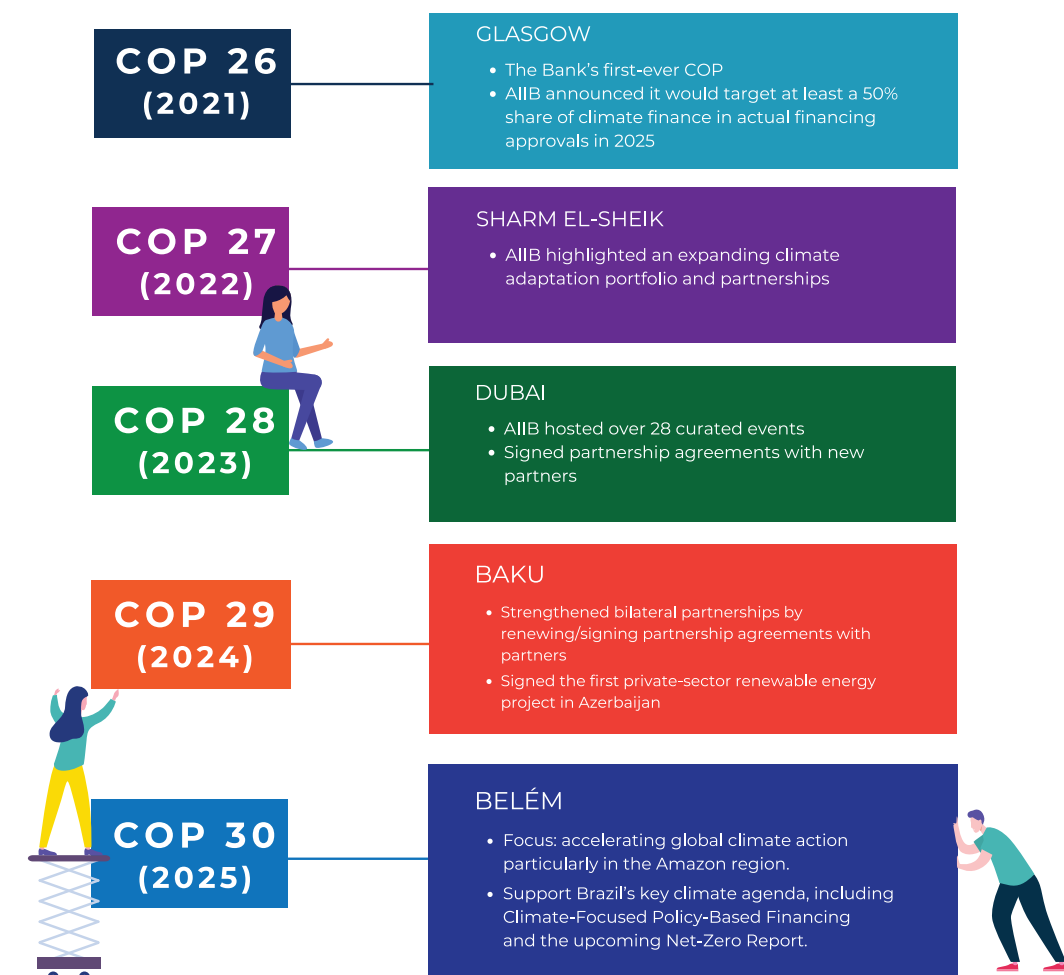 COP 26
(2021)
GLASGOW
• The Bank's first-ever COP
• AIIB announced it would target at least a 50%
share of climate finance in actual financing
approvals in 2025
COP 27
(2022)
SHARM EL-SHEIK
• AIIB highlighted an expanding climate
adaptation portfolio and partnerships
COP 28
(2023)
DUBAI
• AIIB hosted over 28 curated events
• Signed partnership agreements with new
partners
COP 29
(2024)
BAKU
• Strengthened bilateral partnerships by
renewing/signing partnership agreements with
partners
• Signed the first private-sector renewable energy
project in Azerbaijan
COP 30
(2025)
BELÉM
• Focus: accelerating global climate action
particularly in the Amazon region.
• Support Brazil's key climate agenda, including
Climate-Focused Policy-Based Financing
and the upcoming Net-Zero Report.